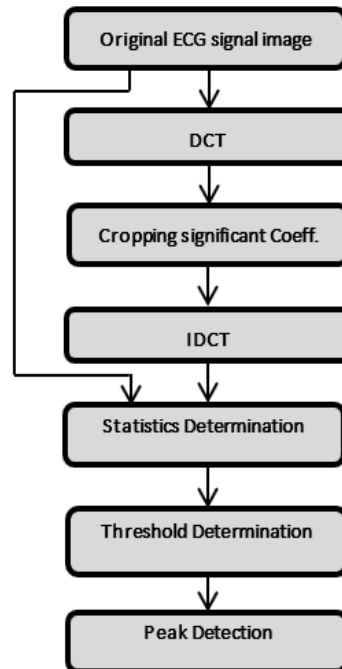 Original ECG signal image
DCT
Cropping significant Coeff.
IDCT
Statistics Determination
Threshold Determination
Peak Detection